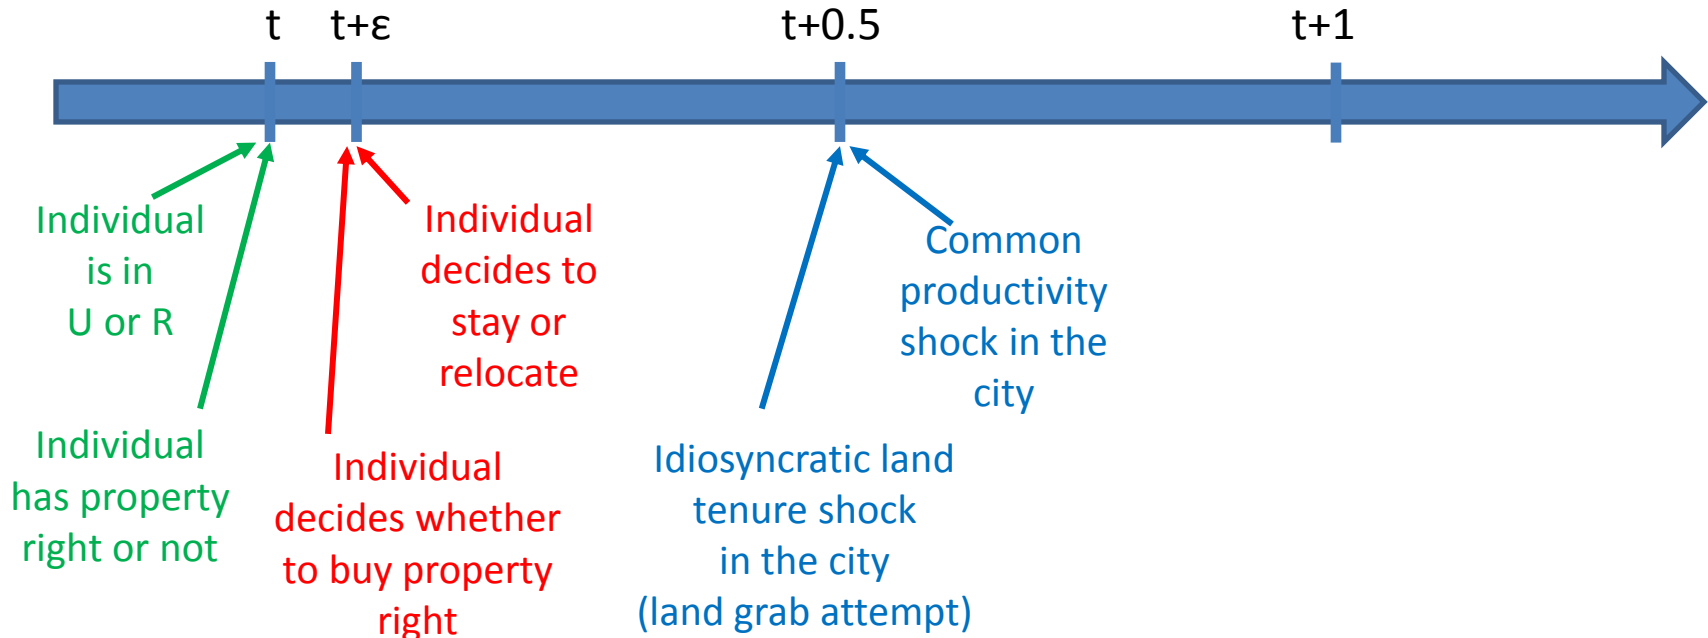 t
t+ε
t+0.5
t+1
Individual
is in
U or R
Individual
has property
right or not
Individual
decides to
stay or
relocate
Individual
decides whether
to buy property
right
Common
productivity
shock in the
city
Idiosyncratic land
tenure shock
in the city
(land grab attempt)